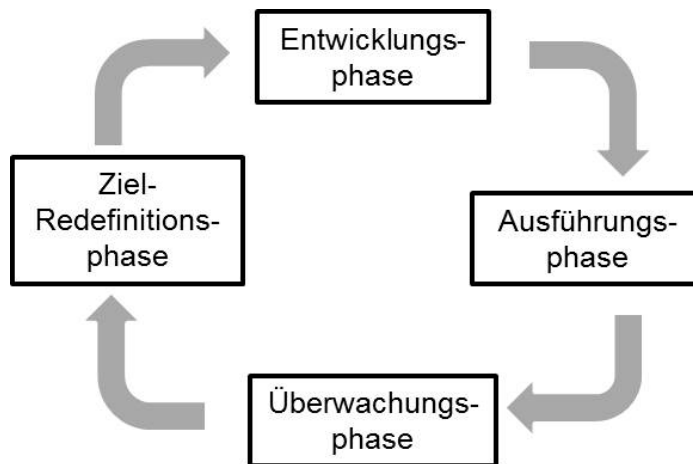 Entwicklungs-
phase
Ziel-
Redefinitions-
phase
Ausführungs-
phase
Überwachungs-
phase